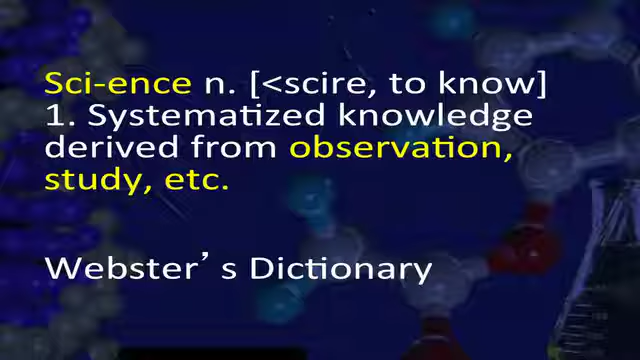 Sci-ence n. [<scire, to know]
1. Systematized knowledge
derived from observation,
study, etc.
Webster’s Dictionary